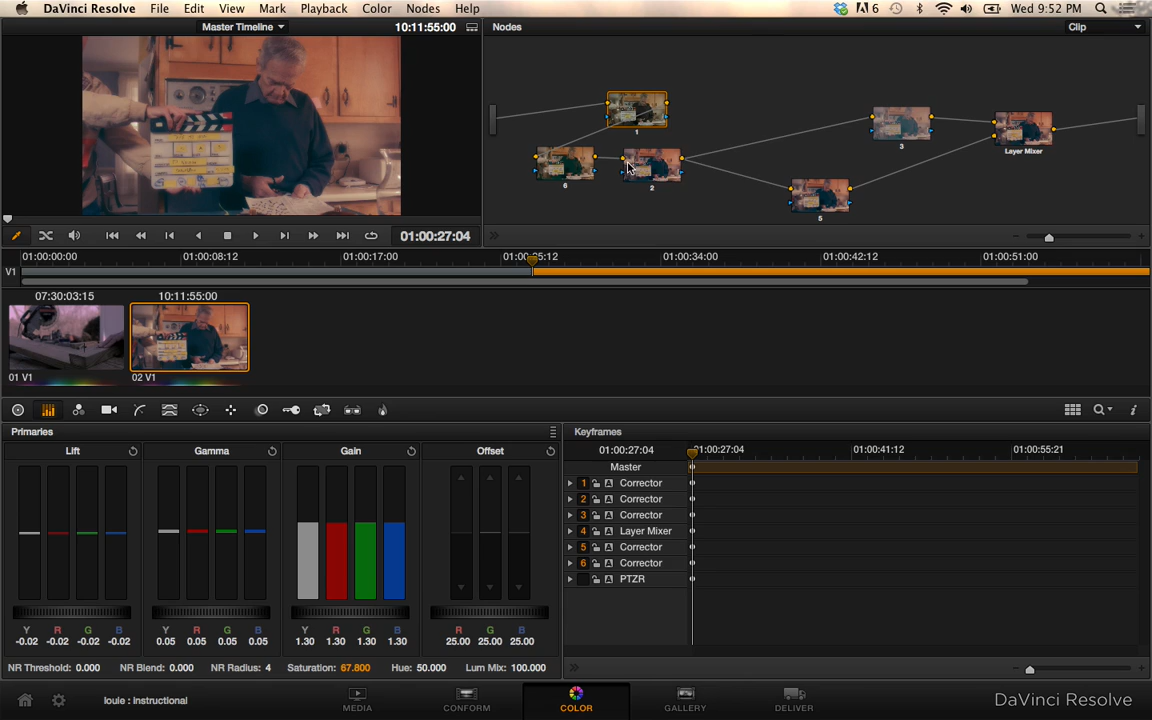 DaVinci Resolve File Edit View Mark Playback Color Nodes Help 6 Wed 9:52 PM
Master Timeline 10:11:55:00 Nodes Clip
1
3
Layer Mixer
6
2
5
01:00:27:04
01:00:00:00 01:00:08:12 01:00:17:00 01:00:34:00 01:00:42:12 01:00:51:00
V1
07:30:03:15 10:11:55:00
01 V1 02 V1
Primaries Keyframes
Lift Gamma Gain Offset
01:00:27:04 01:00:27:04 01:00:41:12 01:00:55:21
Master
1 A Corrector
2 A Corrector
3 A Corrector
4 A Layer Mixer
5 A Corrector
6 A Corrector
A PTZR
Y R G B Y R G B Y R G B R G B
-0.02 -0.02 -0.02 -0.02 0.05 0.05 0.05 0.05 1.30 1.30 1.30 1.30 25.00 25.00 25.00
NR Threshold: 0.000 NR Blend: 0.000 NR Radius: 4 Saturation: 67.800 Hue: 50.000 Lum Mix: 100.000
louie : Instructional MEDIA CONFORM COLOR GALLERY DELIVER DaVinci Resolve